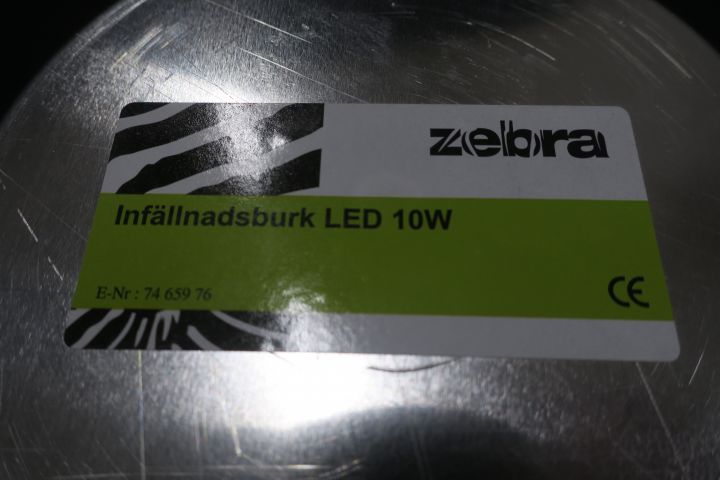 zebra
Infällnadsburk LED 10W
E-Nr : 74 659 76
CE